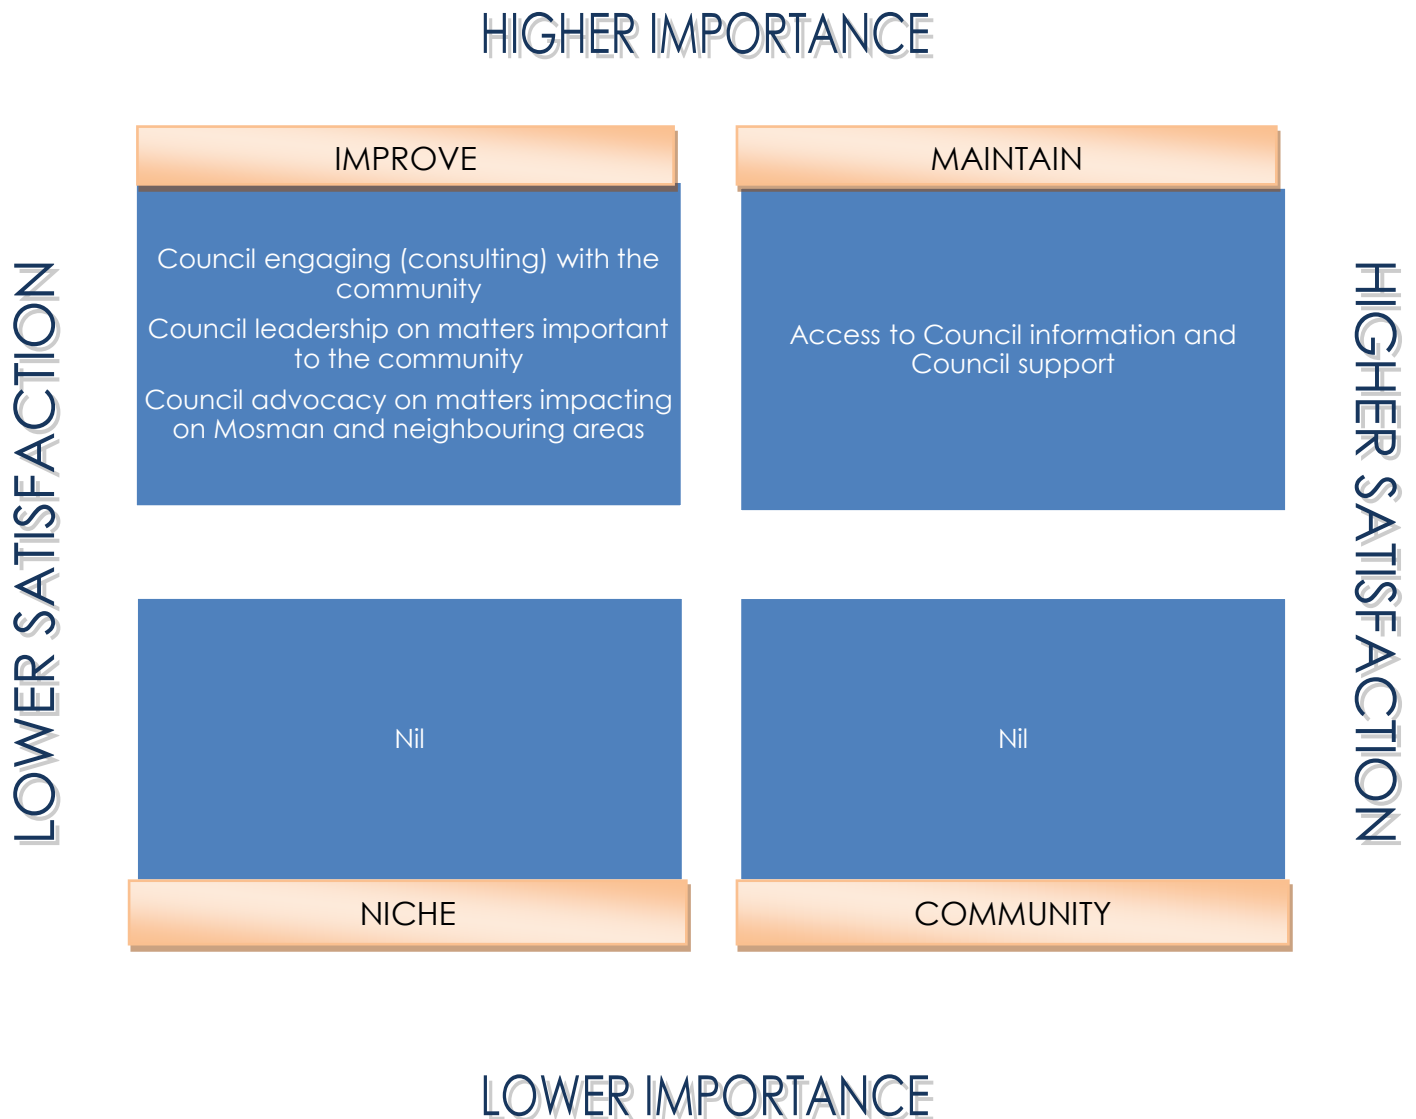 HIGHER IMPORTANCE
IMPROVE
MAINTAIN
Council engaging (consulting) with the
community
Council leadership on matters important
to the community
Council advocacy on matters impacting
on Mosman and neighbouring areas
Access to Council information and
Council support
LOWER SATISFACTION
HIGHER SATISFACTION
Nil
Nil
NICHE
COMMUNITY
LOWER IMPORTANCE